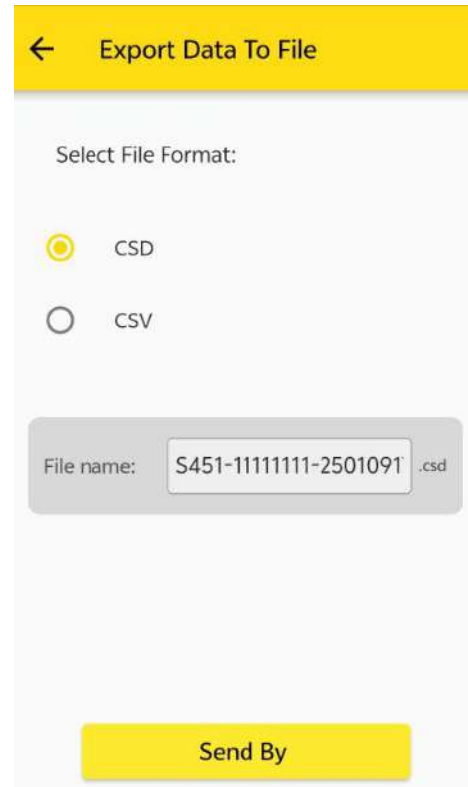 Export Data To File
Select File Format:
CSD
CSV
File name: S451-11111111-2501091 .csd
Send By